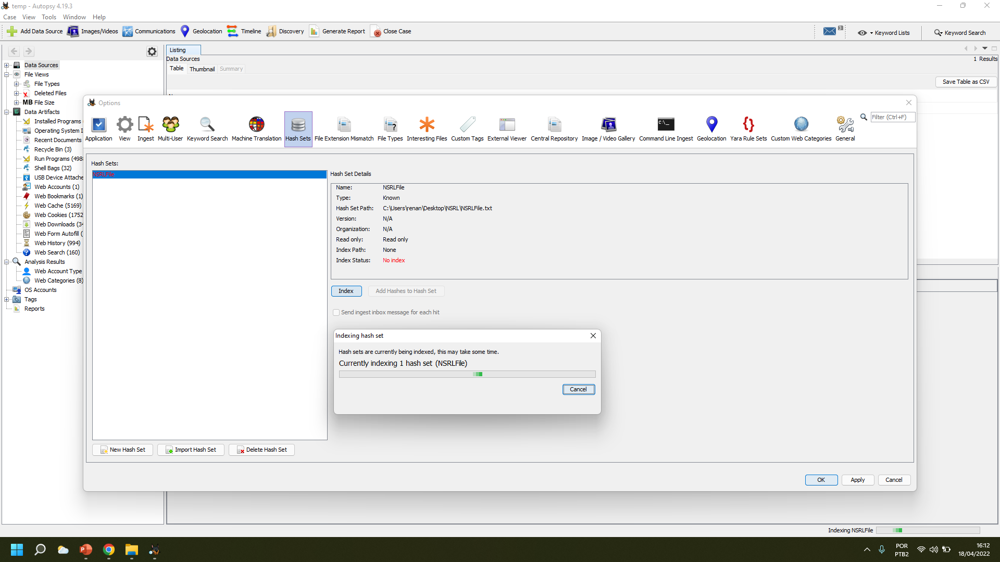 temp - Autopsy 4.19.3
Case View Tools Window Help
Add Data Source Images/Videos Communications Geolocation Timeline Discovery Generate Report Close Case 3 Keyword Lists Keyword Search
Listing
Data Sources
1 Results
Table Thumbnail Summary
Save Table as CSV
Data Sources
File Views
File Types
Deleted Files
MB File Size
Data Artifacts
Installed Programs
Operating System I
Recent Documents
Recycle Bin (3)
Run Programs (498
Shell Bags (32)
USB Device Attache
Web Accounts (1)
Web Bookmarks (1)
Web Cache (5169)
Web Cookies (1752
Web Downloads (34
Web Form Autofill (
Web History (994)
Web Search (160)
Analysis Results
Web Account Type
Web Categories (8)
OS Accounts
Tags
Reports
Options
Filter (Ctrl+F)
Application View Ingest Multi-User Keyword Search Machine Translation Hash Sets File Extension Mismatch File Types Interesting Files Custom Tags External Viewer Central Repository Image / Video Gallery Command Line Ingest Geolocation Yara Rule Sets Custom Web Categories General
Hash Sets:
NSRLFile
Hash Set Details
Name: NSRLFile
Type: Known
Hash Set Path: C:\Users\renan\Desktop\NSRL\NSRLFile.txt
Version: N/A
Organization: N/A
Read only: Read only
Index Path: None
Index Status: No index
Index Add Hashes to Hash Set
Send ingest inbox message for each hit
Indexing hash set
Hash sets are currently being indexed, this may take some time.
Currently indexing 1 hash set (NSRLFile)
Cancel
New Hash Set Import Hash Set Delete Hash Set
OK Apply Cancel
Indexing NSRLFile
POR
PTB2
16:12
18/04/2022